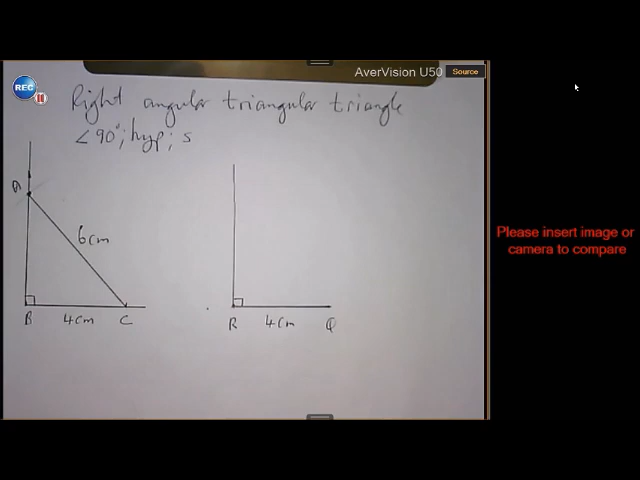 AverVision U50 Source
REC
Right angular triangular triangle
∠90°; hyp; s
A
6cm
B 4cm C
R 4cm Q
Please insert image or
camera to compare